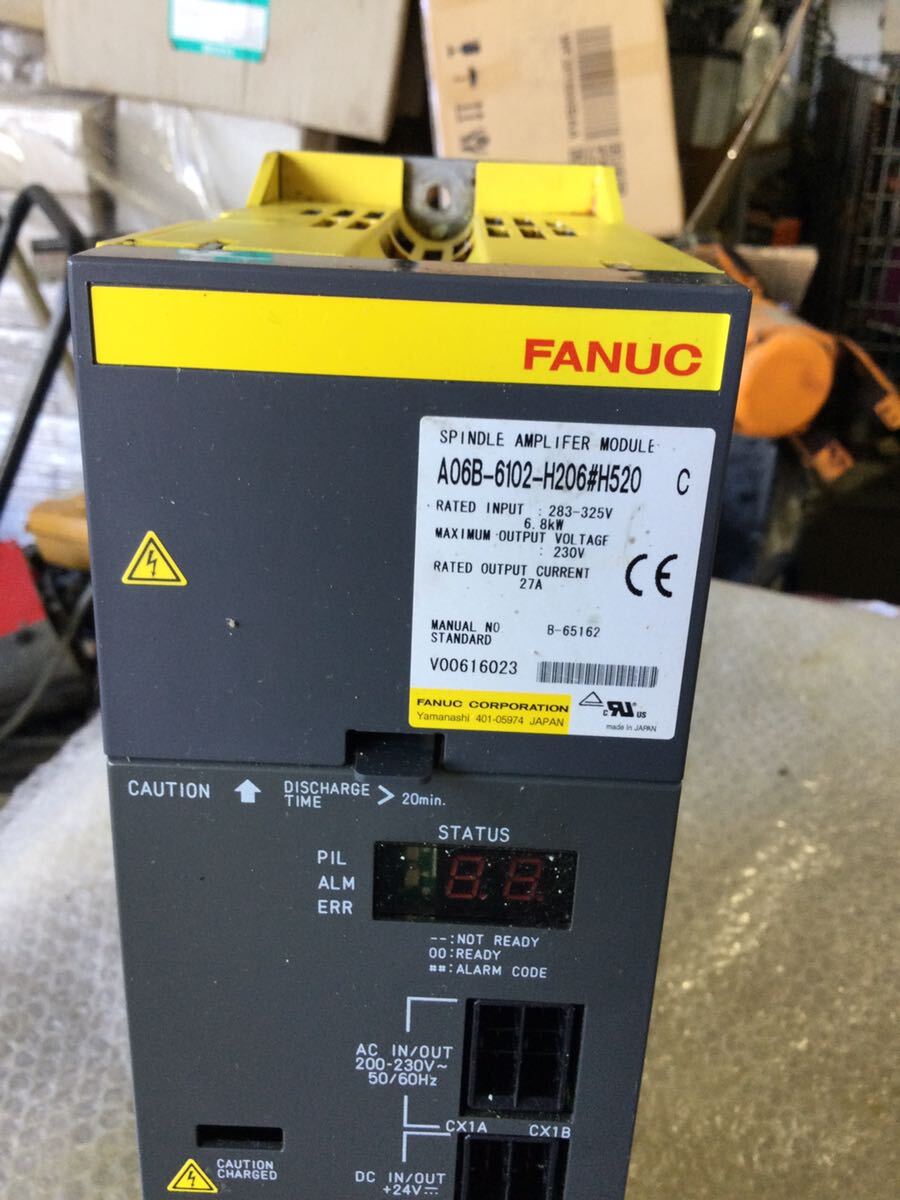 FANUC
SPINDLE AMPLIFER MODULE
A06B-6102-H206#H520 C
RATED INPUT : 283-325V
6.8kW
MAXIMUM OUTPUT VOLTAGE
: 230V
RATED OUTPUT CURRENT
27A
CE
MANUAL NO B-65162
STANDARD
V00616023
FANUC CORPORATION
Yamanashi 401-05974 JAPAN
c RU us
made in JAPAN
CAUTION DISCHARGE TIME > 20min.
STATUS
PIL
ALM
ERR
--:NOT READY
00:READY
##:ALARM CODE
AC IN/OUT
200-230V~
50/60Hz
CX1A CX1B
CAUTION
CHARGED
DC IN/OUT
+24V⎓